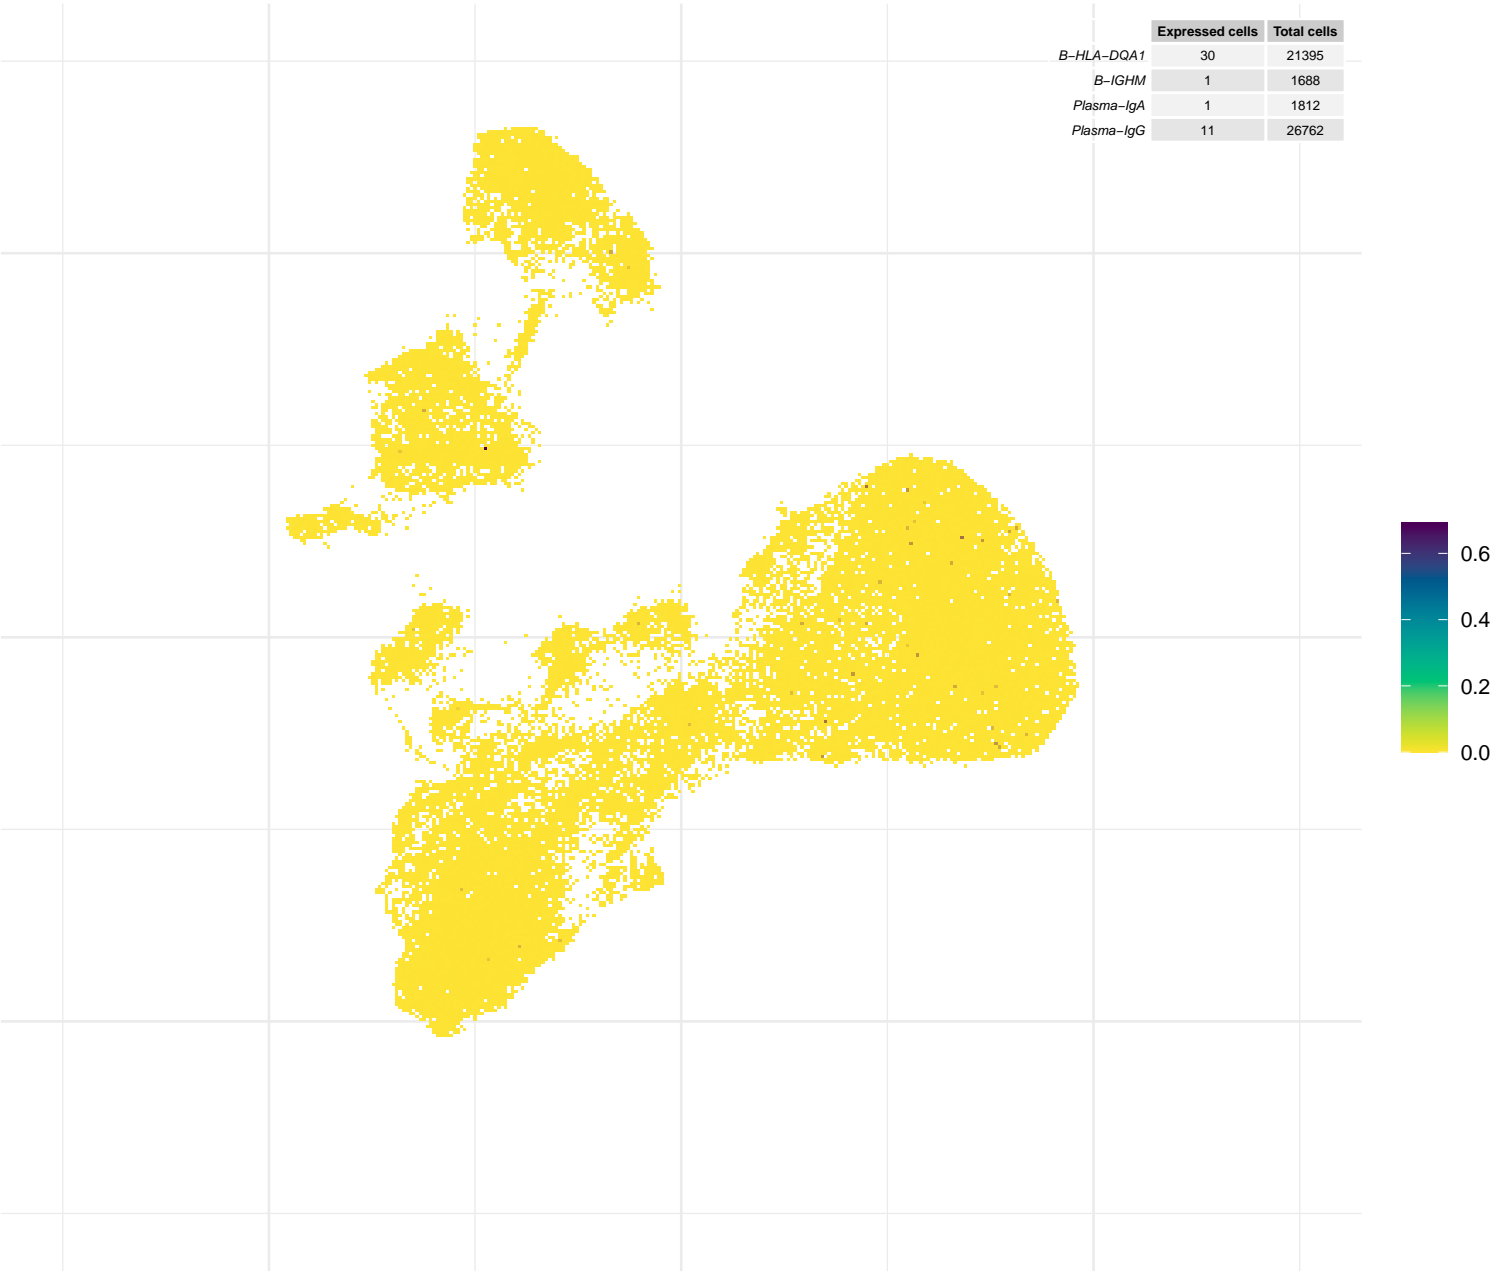 Expressed cells Total cells
B−HLA−DQA1 30 21395
B−IGHM 1 1688
Plasma−IgA 1 1812
Plasma−IgG 11 26762
0.6
0.4
0.2
0.0